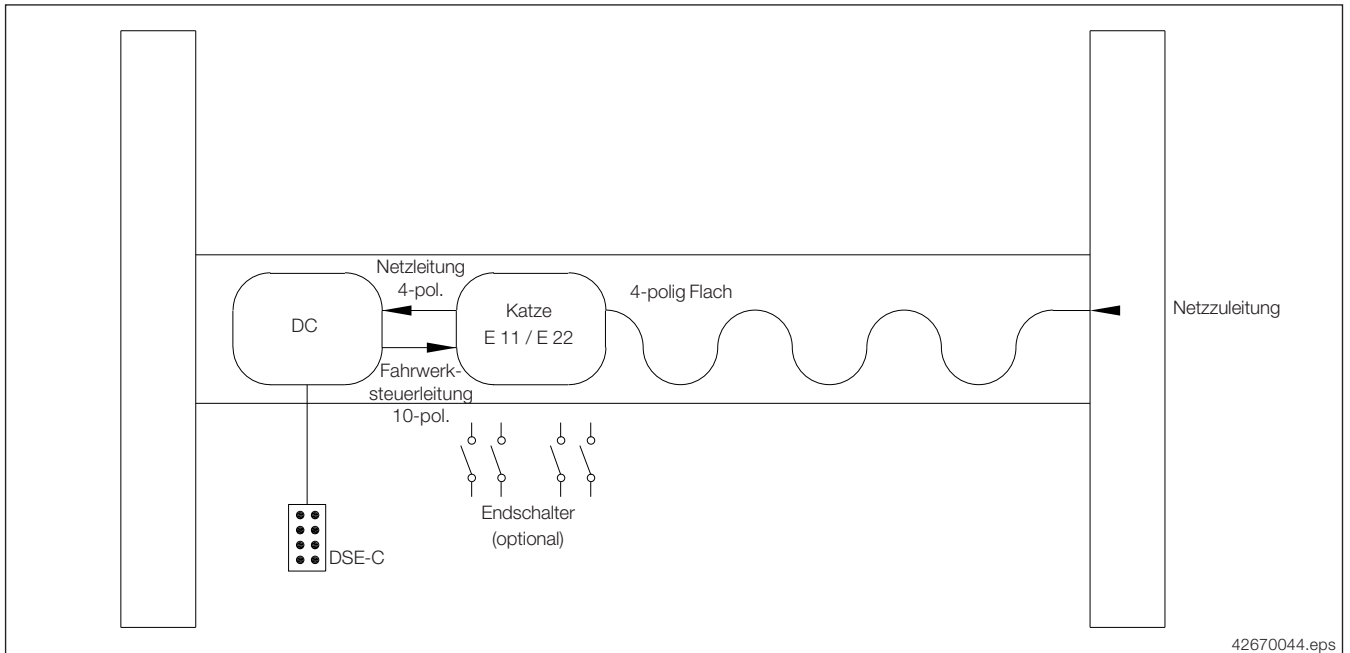 Netzleitung
4-pol.
DC
Katze
E 11 / E 22
4-polig Flach
Netzzuleitung
Fahrwerk-
steuerleitung
10-pol.
Endschalter
(optional)
DSE-C
42670044.eps